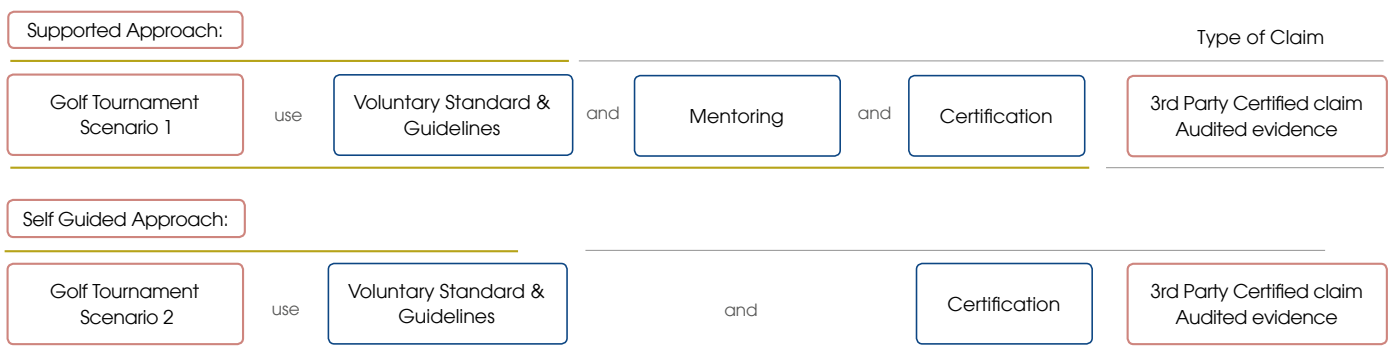 Supported Approach:
Type of Claim
Golf Tournament
Scenario 1
use
Voluntary Standard &
Guidelines
and
Mentoring
and
Certification
3rd Party Certified claim
Audited evidence
Self Guided Approach:
Golf Tournament
Scenario 2
use
Voluntary Standard &
Guidelines
and
Certification
3rd Party Certified claim
Audited evidence